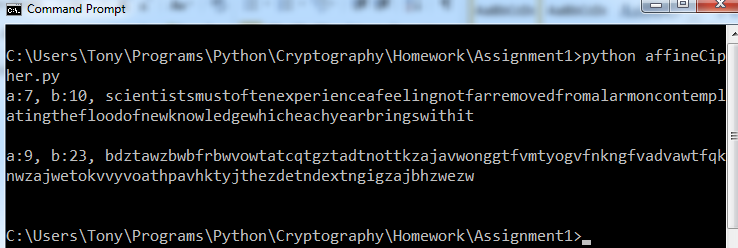 Command Prompt
C:\Users\Tony\Programs\Python\Cryptography\Homework\Assignment1>python affineCip
her.py
a:7, b:10, scientistsmustoftenexperienceafeelingnotfarremovedfromalarmoncontempl
atingthefloodofnewknowledgewhicheachyearbringswithit
a:9, b:23, bdztawzbwbfrbwvowtatcqtgztadtnottkzajavwonggtfvmtyogvfnkngfvadvawtfqk
nwzajwetokvvyvoathpavhktyjthezdetndextngigzajbhzwezw
C:\Users\Tony\Programs\Python\Cryptography\Homework\Assignment1>_